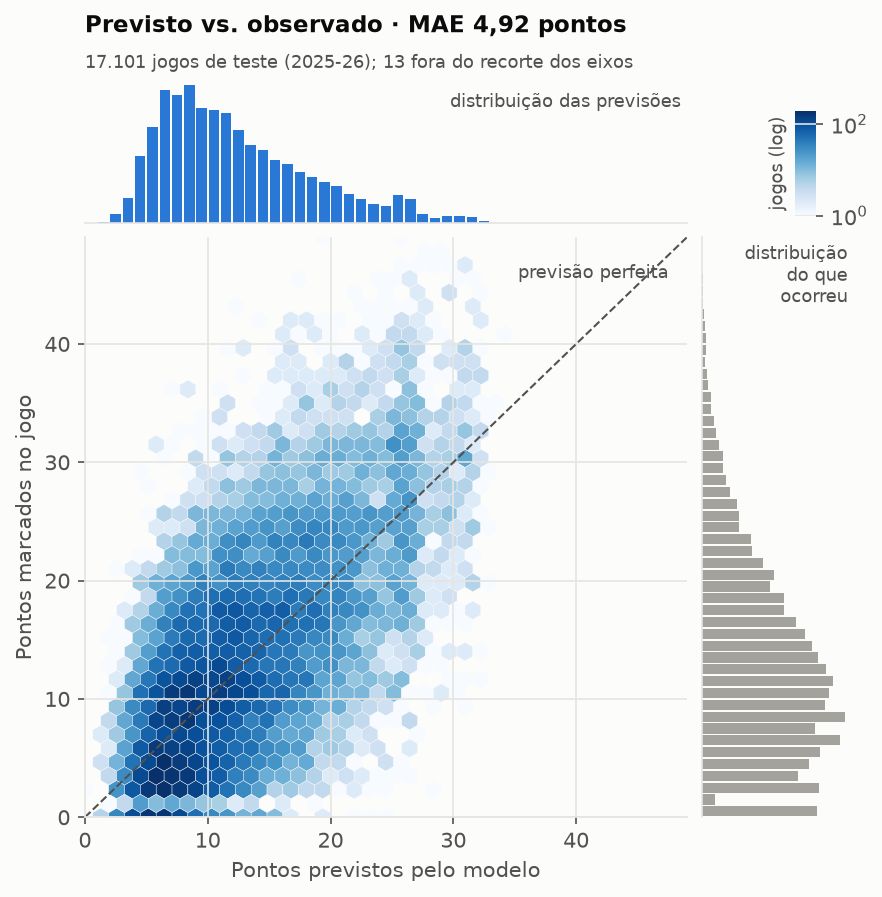 Previsto vs. observado · MAE 4,92 pontos
17.101 jogos de teste (2025-26); 13 fora do recorte dos eixos
distribuição das previsões
jogos (log)
10²
10⁰
distribuição
do que
ocorreu
previsão perfeita
Pontos marcados no jogo
40
30
20
10
0
0 10 20 30 40
Pontos previstos pelo modelo